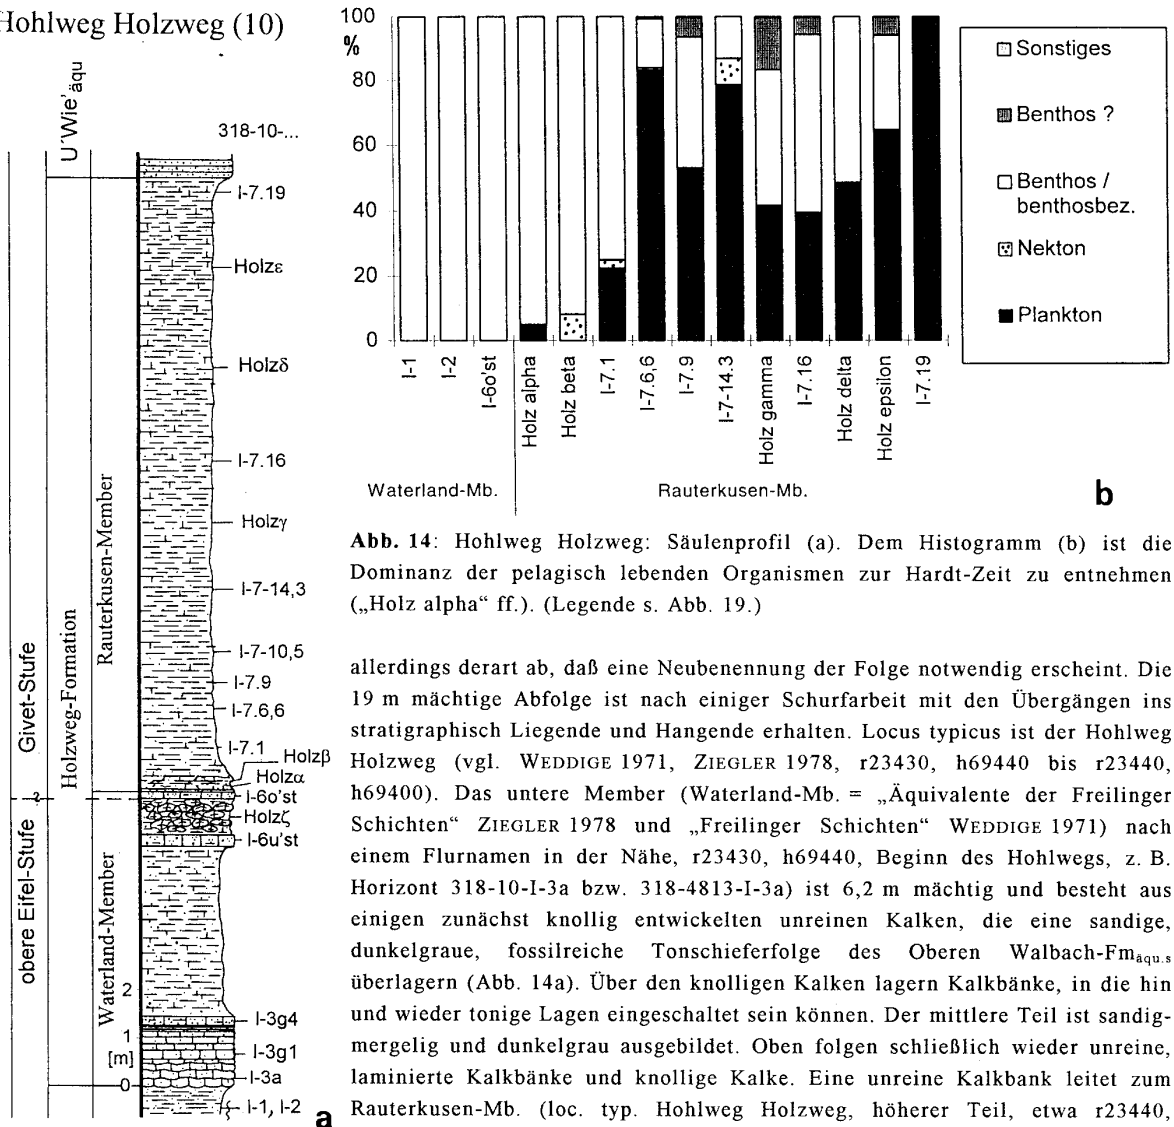 Hohlweg Holzweg (10)
U´Wie'äqu
318-10-...
I-7.19
Holzε
Holzδ
I-7.16
Holzγ
I-7-14,3
I-7-10,5
I-7.9
I-7.6,6
I-7.1
Holzβ
Holzα
I-6o'st
Holzζ
I-6u'st
I-3g4
I-3g1
I-3a
I-1, I-2
Givet-Stufe
obere Eifel-Stufe
?
Holzweg-Formation
Rauterkusen-Member
Waterland-Member
2
1
[m]
0
a
100
%
80
60
40
20
0
I-1
I-2
I-6o'st
Holz alpha
Holz beta
I-7.1
I-7.6,6
I-7.9
I-7-14.3
Holz gamma
I-7.16
Holz delta
Holz epsilon
I-7.19
Waterland-Mb.
Rauterkusen-Mb.
Sonstiges
Benthos ?
Benthos /
benthosbez.
Nekton
Plankton
b
Abb. 14: Hohlweg Holzweg: Säulenprofil (a). Dem Histogramm (b) ist die
Dominanz der pelagisch lebenden Organismen zur Hardt-Zeit zu entnehmen
(„Holz alpha“ ff.). (Legende s. Abb. 19.)
allerdings derart ab, daß eine Neubenennung der Folge notwendig erscheint. Die
19 m mächtige Abfolge ist nach einiger Schurfarbeit mit den Übergängen ins
stratigraphisch Liegende und Hangende erhalten. Locus typicus ist der Hohlweg
Holzweg (vgl. WEDDIGE 1971, ZIEGLER 1978, r23430, h69440 bis r23440,
h69400). Das untere Member (Waterland-Mb. = „Äquivalente der Freilinger
Schichten“ ZIEGLER 1978 und „Freilinger Schichten“ WEDDIGE 1971) nach
einem Flurnamen in der Nähe, r23430, h69440, Beginn des Hohlwegs, z. B.
Horizont 318-10-I-3a bzw. 318-4813-I-3a) ist 6,2 m mächtig und besteht aus
einigen zunächst knollig entwickelten unreinen Kalken, die eine sandige,
dunkelgraue, fossilreiche Tonschieferfolge des Oberen Walbach-Fmäqu.s
überlagern (Abb. 14a). Über den knolligen Kalken lagern Kalkbänke, in die hin
und wieder tonige Lagen eingeschaltet sein können. Der mittlere Teil ist sandig-
mergelig und dunkelgrau ausgebildet. Oben folgen schließlich wieder unreine,
laminierte Kalkbänke und knollige Kalke. Eine unreine Kalkbank leitet zum
Rauterkusen-Mb. (loc. typ. Hohlweg Holzweg, höherer Teil, etwa r23440,